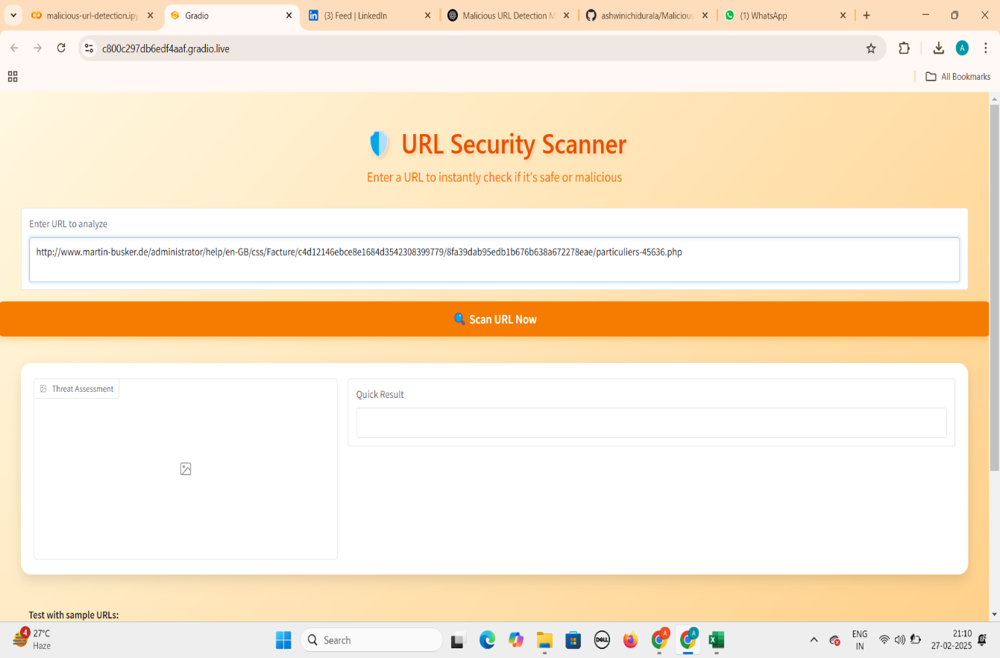 malicious-url-detection.ipy
Gradio
(3) Feed | LinkedIn
Malicious URL Detection M
ashwinichidurala/Malicious
(1) WhatsApp
c800c297db6edf4aaf.gradio.live
A
All Bookmarks
URL Security Scanner
Enter a URL to instantly check if it's safe or malicious
Enter URL to analyze
http://www.martin-busker.de/administrator/help/en-GB/css/Facture/c4d12146ebce8e1684d3542308399779/8fa39dab95edb1b676b638a672278eae/particuliers-45636.php
Scan URL Now
Threat Assessment
Quick Result
Test with sample URLs:
4
27°C
Haze
Search
DELL
A
A
ENG
IN
21:10
27-02-2025